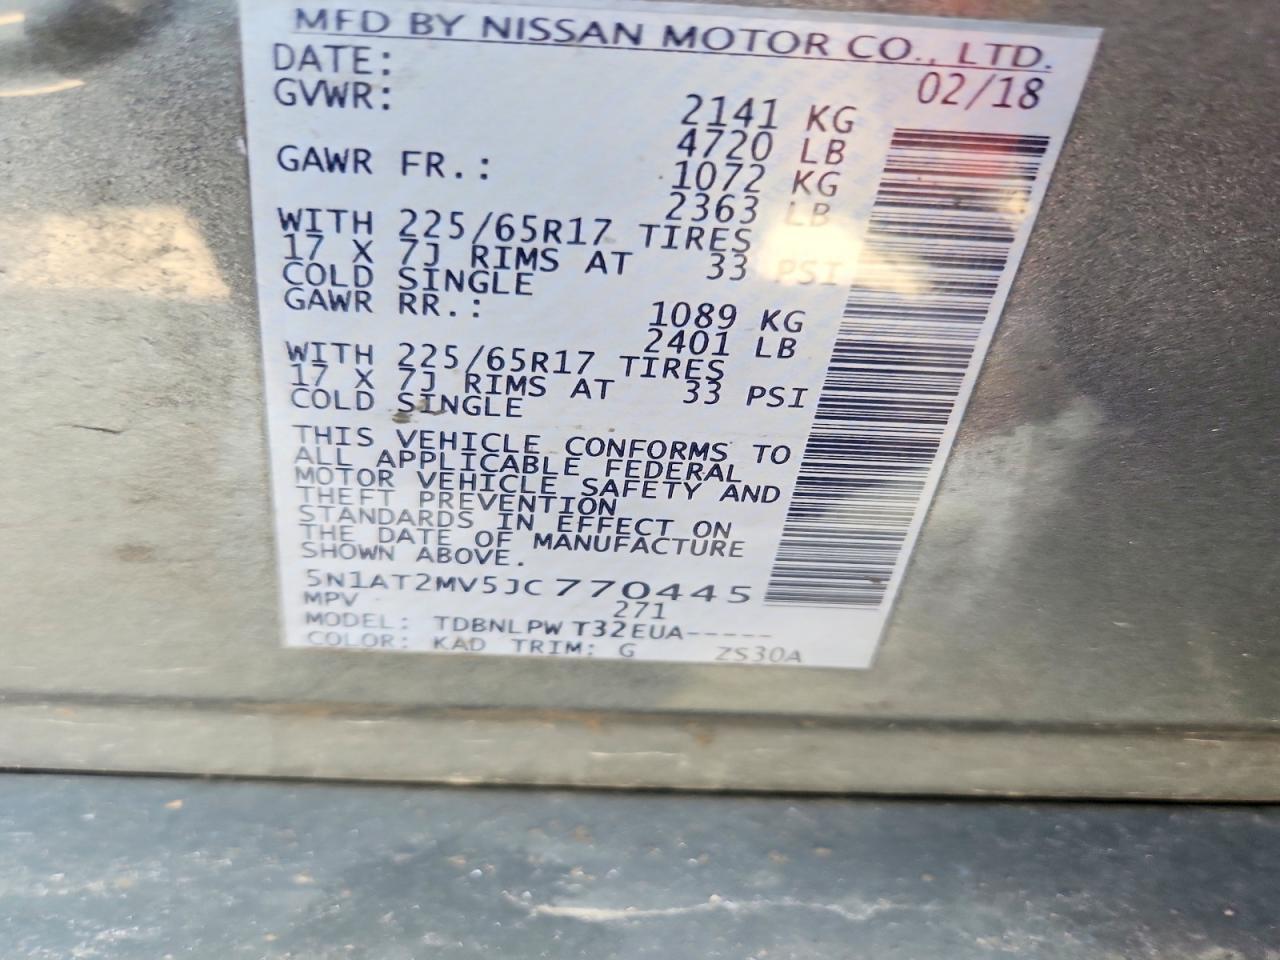 MFD BY NISSAN MOTOR CO., LTD.
DATE: 02/18
GVWR: 2141 KG
4720 LB
GAWR FR.: 1072 KG
2363 LB
WITH 225/65R17 TIRES
17 X 7J RIMS AT 33 PSI
COLD SINGLE
GAWR RR.: 1089 KG
2401 LB
WITH 225/65R17 TIRES
17 X 7J RIMS AT 33 PSI
COLD SINGLE
THIS VEHICLE CONFORMS TO
ALL APPLICABLE FEDERAL
MOTOR VEHICLE SAFETY AND
THEFT PREVENTION
STANDARDS IN EFFECT ON
THE DATE OF MANUFACTURE
SHOWN ABOVE.
5N1AT2MV5JC770445
MPV 271
MODEL: TDBNLPW T32EUA-----
COLOR: KAD TRIM: G ZS30A